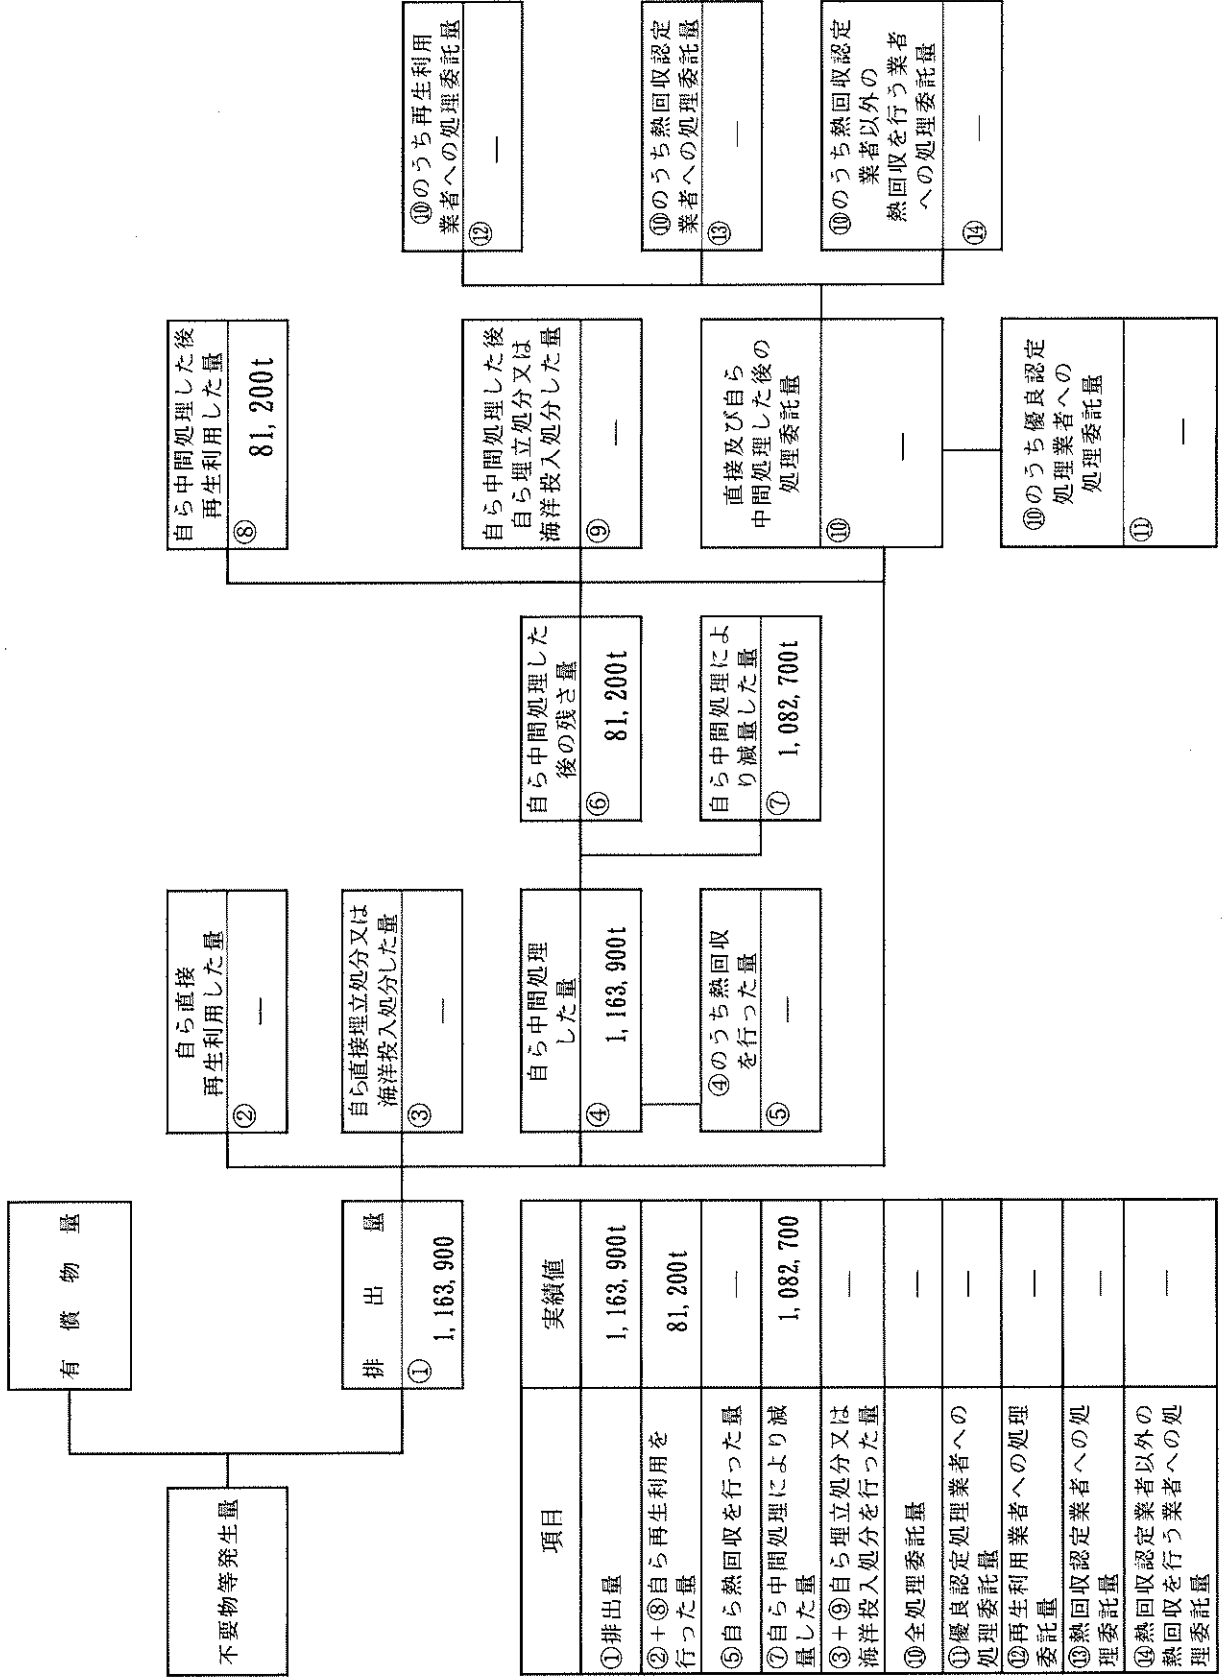 不要物等発生量
有償物量
排出量
① 1,163,900
自ら直接
再生利用した量
② －
自ら直接埋立処分又は
海洋投入処分した量
③ －
自ら中間処理
した量
④ 1,163,900t
④のうち熱回収
を行った量
⑤ －
自ら中間処理した
後の残さ量
⑥ 81,200t
自ら中間処理によ
り減量した量
⑦ 1,082,700t
自ら中間処理した後
再生利用した量
⑧ 81,200t
自ら中間処理した後
自ら埋立処分又は
海洋投入処分した量
⑨ －
直接及び自ら
中間処理した後の
処理委託量
⑩ －
⑩のうち優良認定
処理業者への
処理委託量
⑪ －
⑩のうち再生利用
業者への処理委託量
⑫ －
⑩のうち熱回収認定
業者への処理委託量
⑬ －
⑩のうち熱回収認定
業者以外の
熱回収を行う業者
への処理委託量
⑭ －
項目 実績値
①排出量 1,163,900t
②+⑧自ら再生利用を
行った量 81,200t
⑤自ら熱回収を行った量 －
⑦自ら中間処理により減
量した量 1,082,700
③+⑨自ら埋立処分又は
海洋投入処分を行った量 －
⑩全処理委託量 －
⑪優良認定処理業者への
処理委託量 －
⑫再生利用業者への処理
委託量 －
⑬熱回収認定業者への処
理委託量 －
⑭熱回収認定業者以外の
熱回収を行う業者への処
理委託量 －